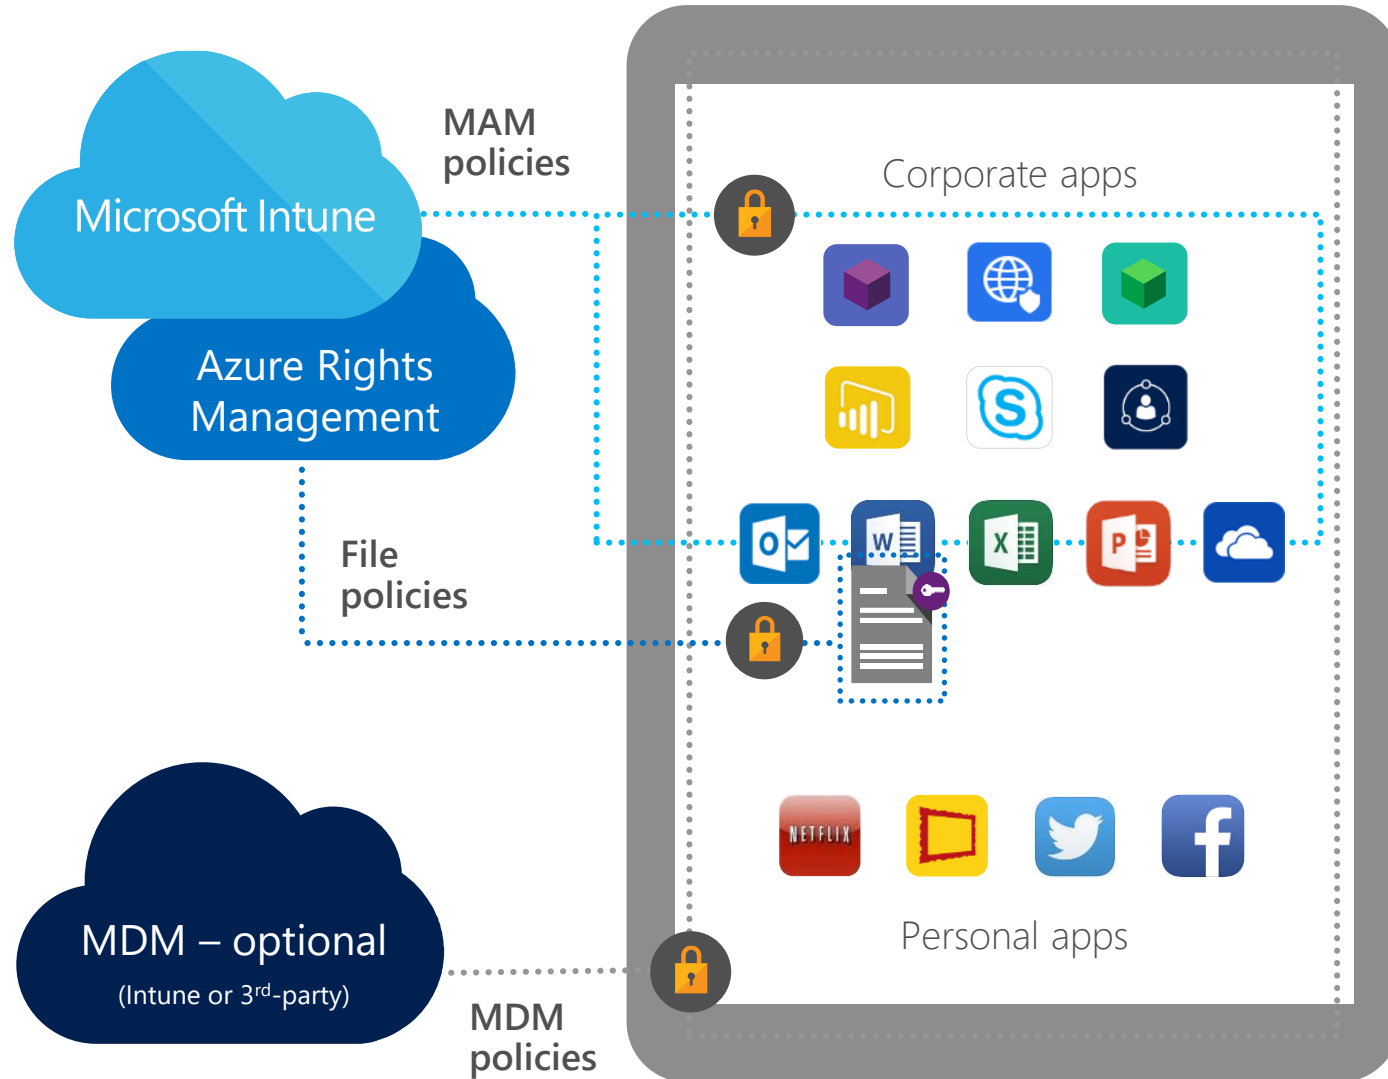 MAM
policies
Corporate apps
Microsoft Intune
Azure Rights
Management
S
O
W
X
P
File
policies
NETFLIX
f
Personal apps
MDM – optional
(Intune or 3rd-party)
MDM
policies